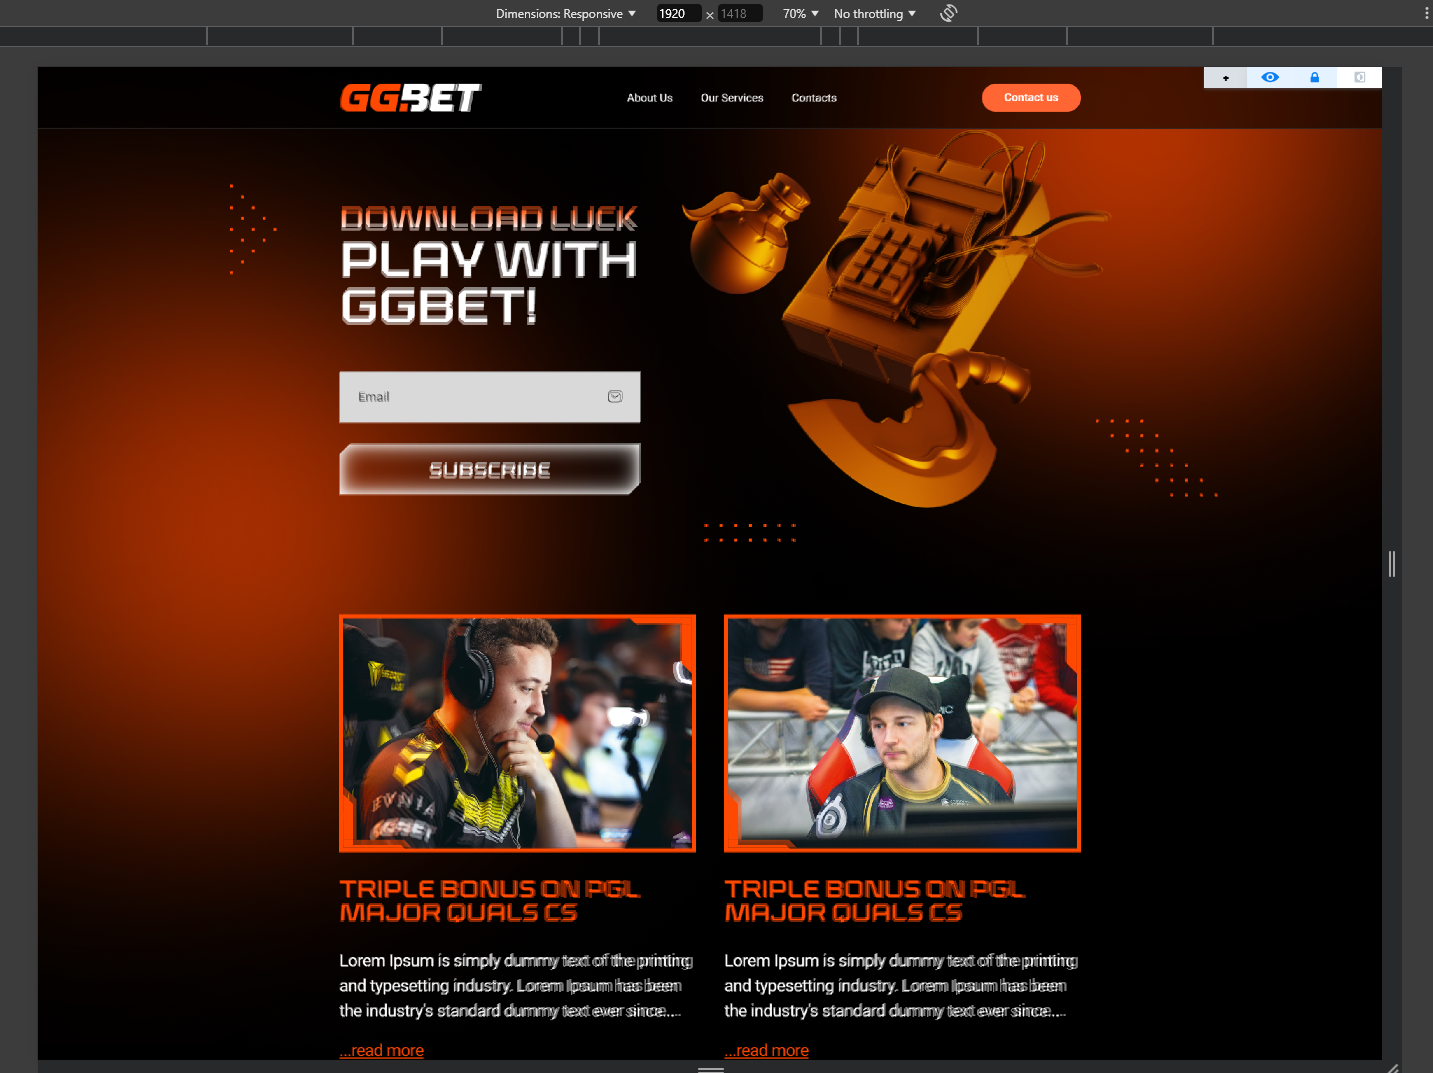 Dimensions: Responsive ▼ 1920 × 1418 70% ▼ No throttling ▼
GG.BET
About Us Our Services Contacts Contact us
DOWNLOAD LUCK
PLAY WITH
GGBET!
Email
SUBSCRIBE
EVNIA
GGBET
TRIPLE BONUS ON PGL
MAJOR QUALS CS
Lorem Ipsum is simply dummy text of the printing
and typesetting industry. Lorem Ipsum has been
the industry's standard dummy text ever since...
...read more
TRIPLE BONUS ON PGL
MAJOR QUALS CS
Lorem Ipsum is simply dummy text of the printing
and typesetting industry. Lorem Ipsum has been
the industry's standard dummy text ever since...
...read more